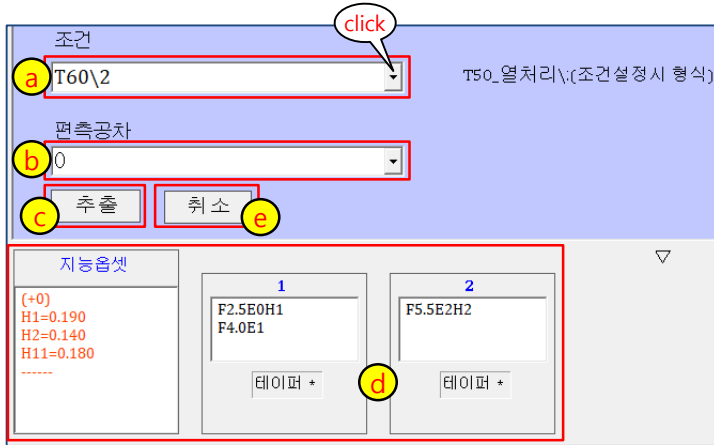 click
조건
a
T60\2
T50_열처리\:(조건설정시 형식)
편측공차
b
0
c
추출
취소
e
지능옵셋
(+0)
H1=0.190
H2=0.140
H11=0.180
------
1
F2.5E0H1
F4.0E1
테이퍼 *
d
2
F5.5E2H2
테이퍼 *
▽